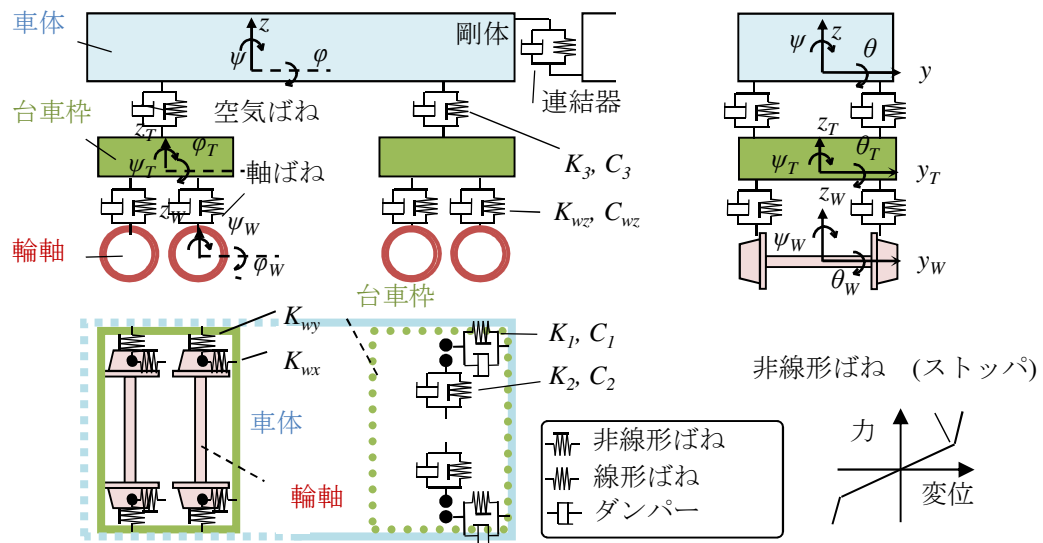 車体
z
ψ
φ
剛体
連結器
台車枠
空気ばね
z_T
φ_T
ψ_T
軸ばね
K_3, C_3
z_W
ψ_W
K_wz, C_wz
輪軸
φ_W
ψ
z
θ
y
z_T
ψ_T
θ_T
y_T
z_W
ψ_W
θ_W
y_W
台車枠
K_wy
K_wx
車体
輪軸
K_1, C_1
K_2, C_2
非線形ばね
線形ばね
ダンパー
非線形ばね (ストッパ)
力
変位